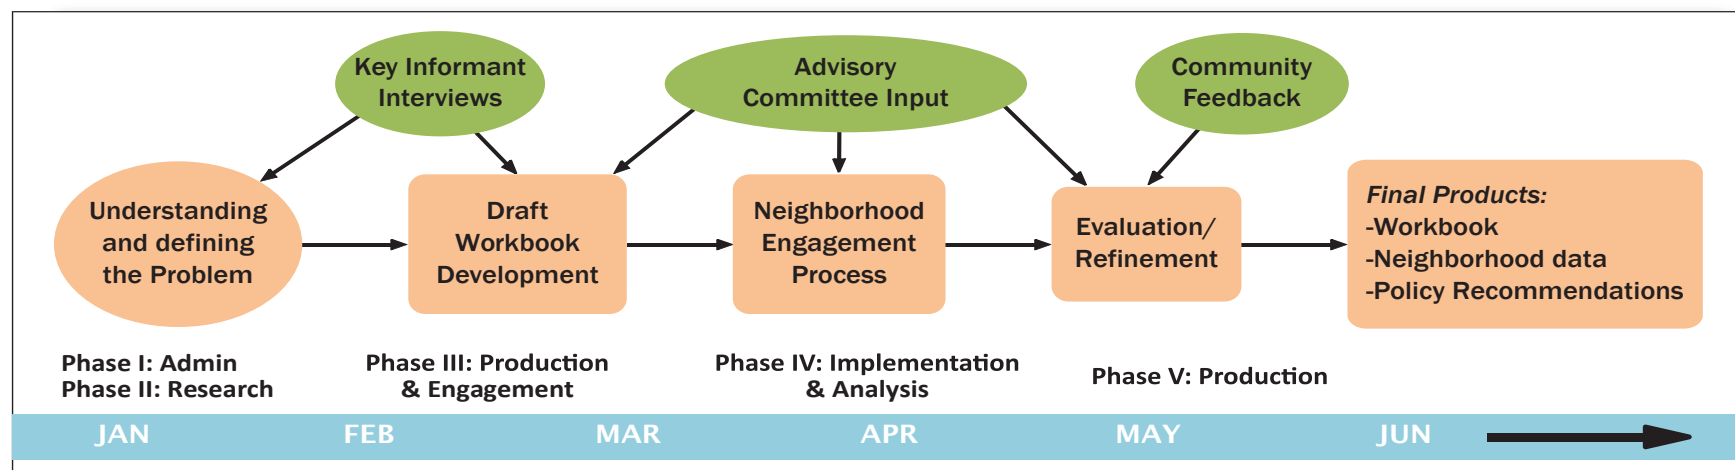 Key Informant
Interviews
Advisory
Committee Input
Community
Feedback
Understanding
and defining
the Problem
Draft
Workbook
Development
Neighborhood
Engagement
Process
Evaluation/
Refinement
Final Products:
-Workbook
-Neighborhood data
-Policy Recommendations
Phase I: Admin
Phase II: Research
Phase III: Production
& Engagement
Phase IV: Implementation
& Analysis
Phase V: Production
JAN FEB MAR APR MAY JUN